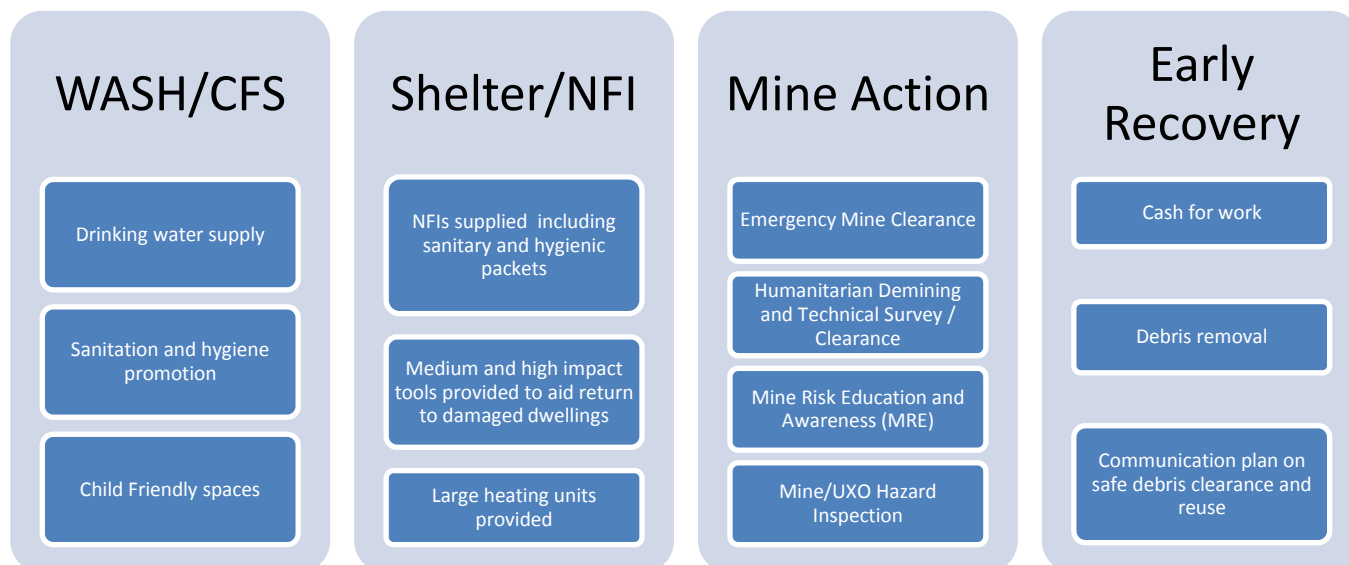 WASH/CFS
Drinking water supply
Sanitation and hygiene
promotion
Child Friendly spaces
Shelter/NFI
NFIs supplied including
sanitary and hygienic
packets
Medium and high impact
tools provided to aid return
to damaged dwellings
Large heating units
provided
Mine Action
Emergency Mine Clearance
Humanitarian Demining
and Technical Survey /
Clearance
Mine Risk Education and
Awareness (MRE)
Mine/UXO Hazard
Inspection
Early
Recovery
Cash for work
Debris removal
Communication plan on
safe debris clearance and
reuse